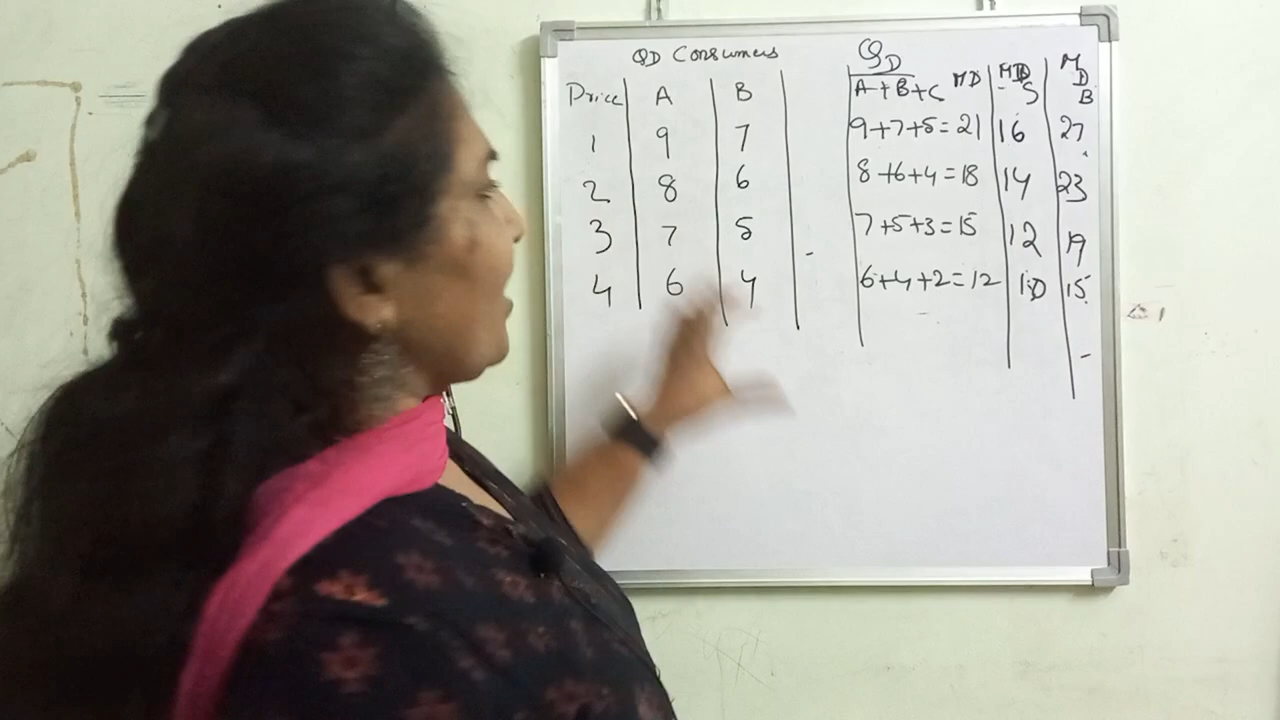 QD Consumers QD
Price A B A+B+C MD MD S MD B
1 9 7 9+7+5=21 16 27
2 8 6 8+6+4=18 14 23
3 7 5 7+5+3=15 12 19
4 6 4 6+4+2=12 10 15